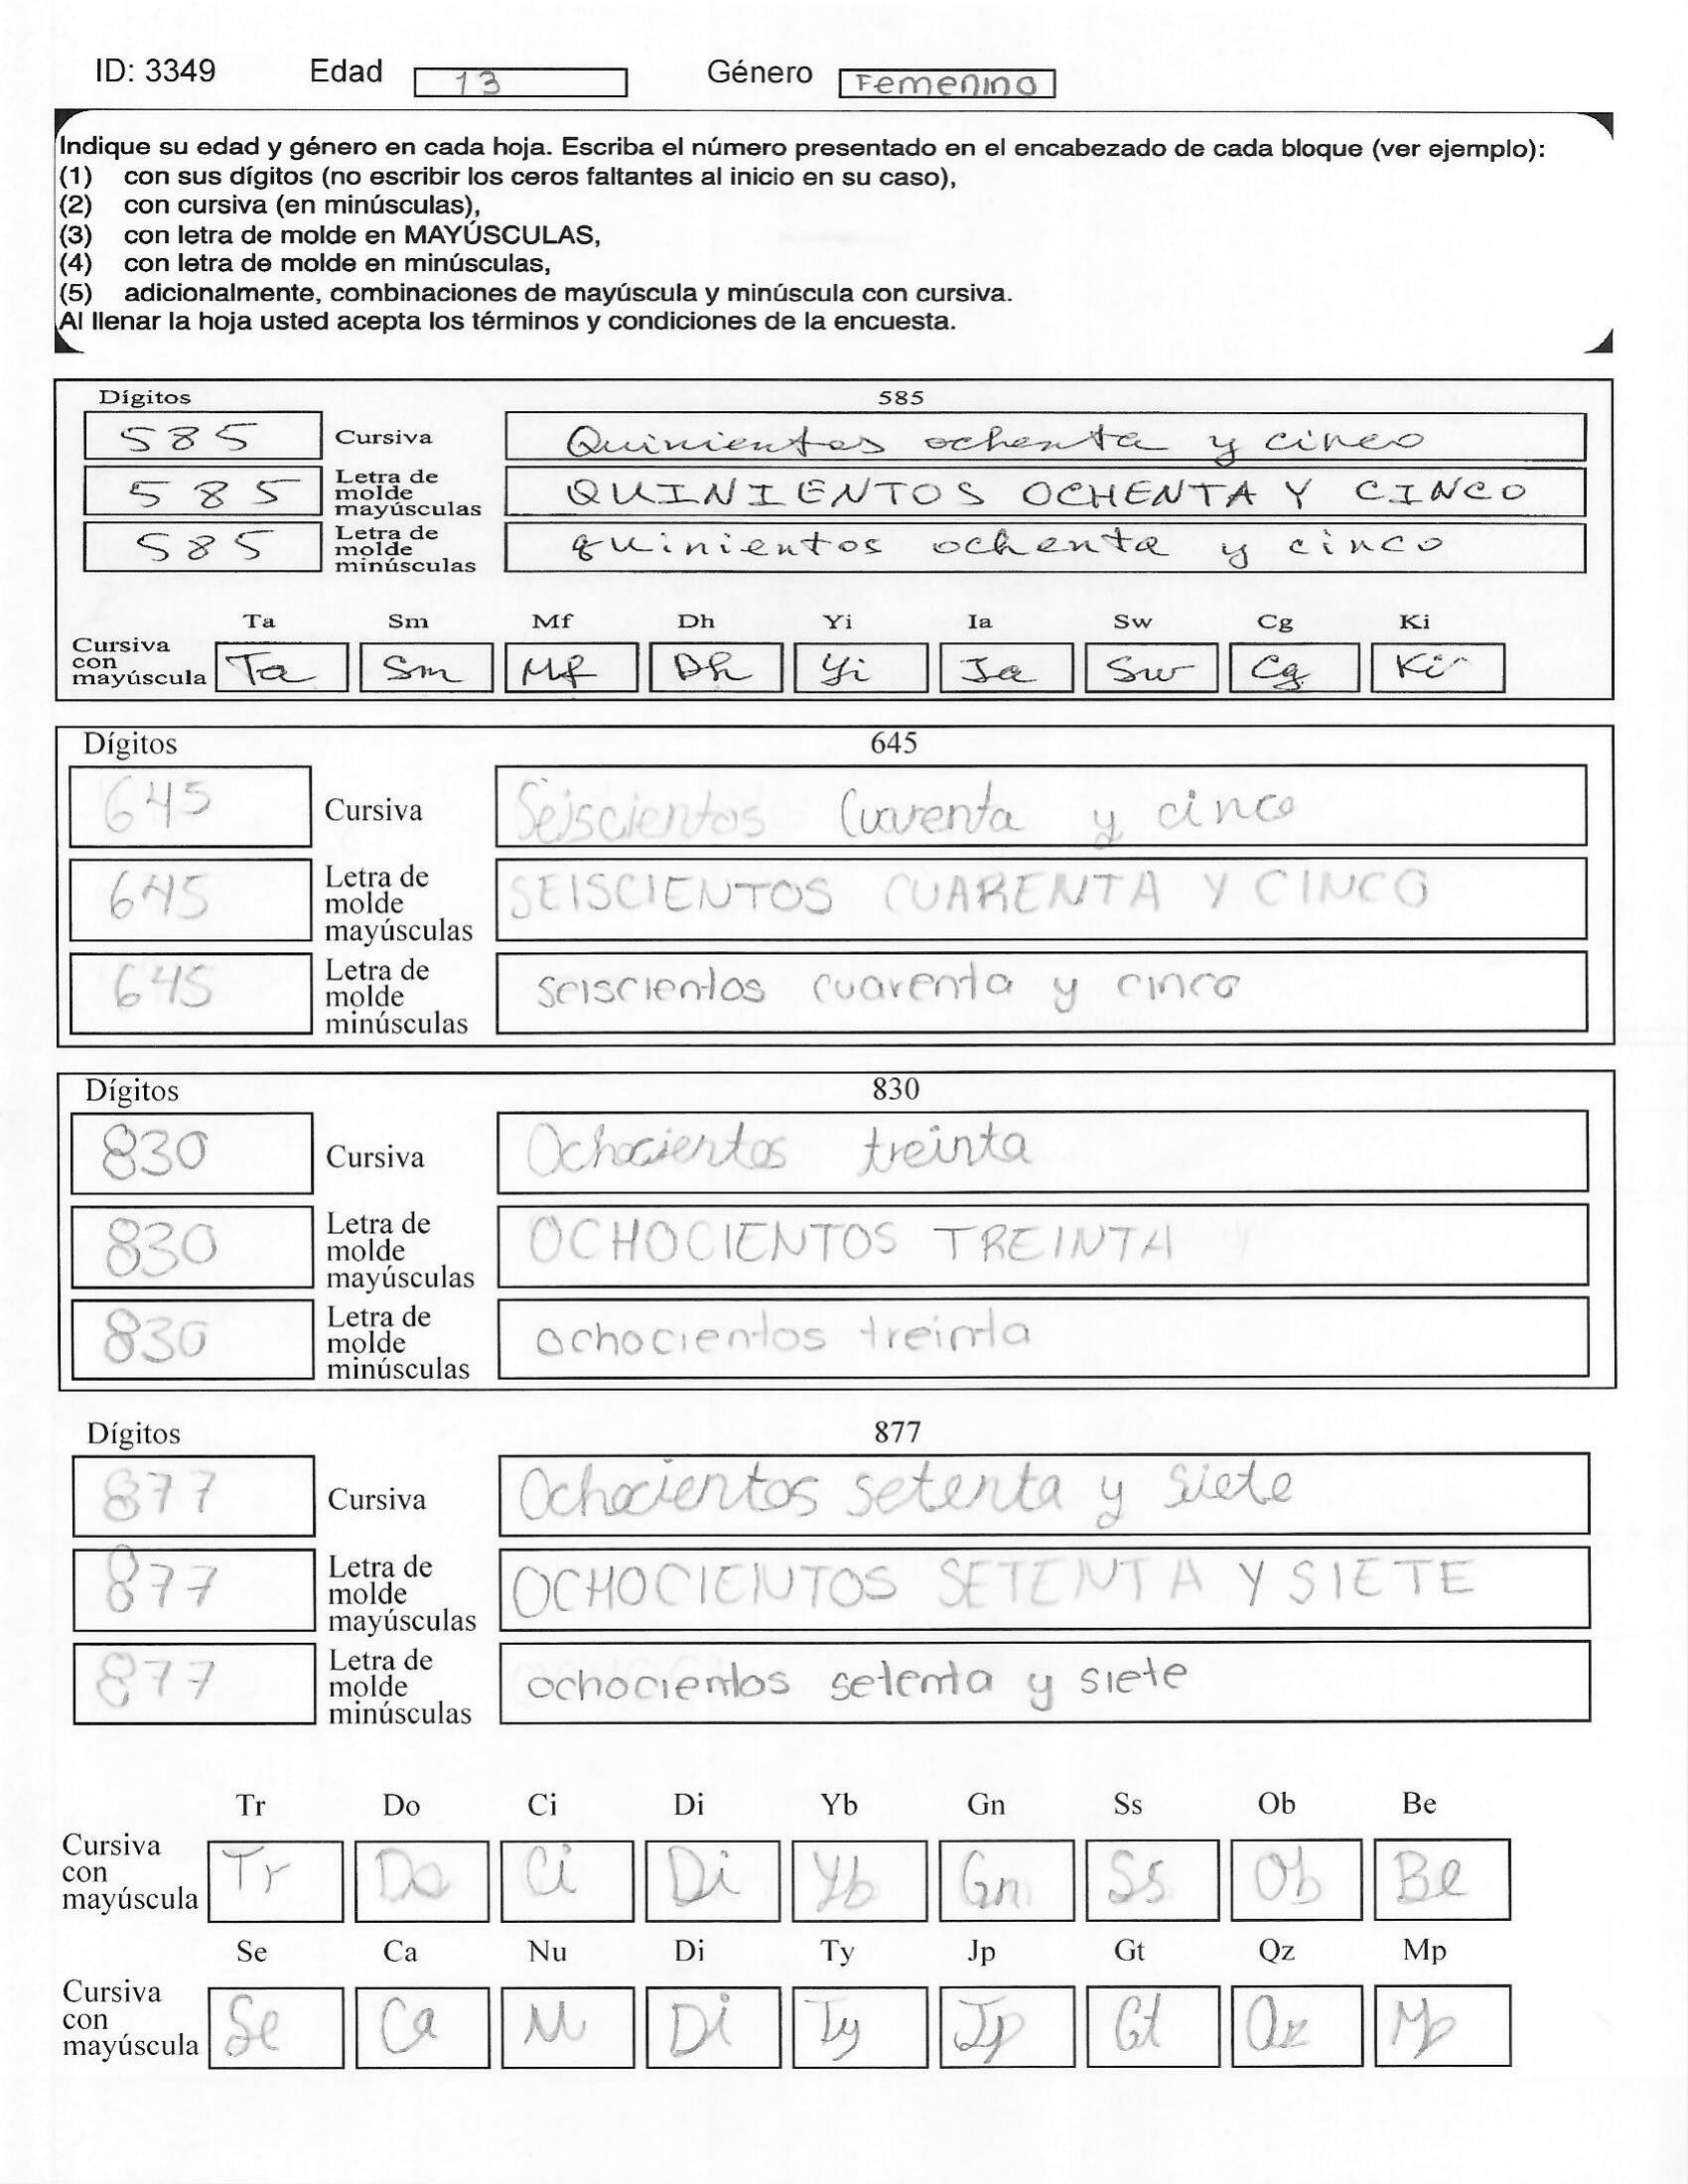 ID: 3349 Edad 13 Género Femenino
Indique su edad y género en cada hoja. Escriba el número presentado en el encabezado de cada bloque (ver ejemplo):
(1) con sus dígitos (no escribir los ceros faltantes al inicio en su caso),
(2) con cursiva (en minúsculas),
(3) con letra de molde en MAYÚSCULAS,
(4) con letra de molde en minúsculas,
(5) adicionalmente, combinaciones de mayúscula y minúscula con cursiva.
Al llenar la hoja usted acepta los términos y condiciones de la encuesta.
Dígitos 585
585 Cursiva Quinientos ochenta y cinco
585 Letra de molde mayúsculas QUINIENTOS OCHENTA Y CINCO
585 Letra de molde minúsculas quinientos ochenta y cinco
Ta Sm Mf Dh Yi Ia Sw Cg Ki
Cursiva con mayúscula Ta Sm Mf Dh Yi Ia Sw Cg Ki
Dígitos 645
645 Cursiva Seiscientos Cuarenta y cinco
645 Letra de molde mayúsculas SEISCIENTOS CUARENTA Y CINCO
645 Letra de molde minúsculas seiscientos cuarenta y cinco
Dígitos 830
830 Cursiva Ochocientos treinta
830 Letra de molde mayúsculas OCHOCIENTOS TREINTA
830 Letra de molde minúsculas ochocientos treinta
Dígitos 877
877 Cursiva Ochocientos setenta y siete
877 Letra de molde mayúsculas OCHOCIENTOS SETENTA Y SIETE
877 Letra de molde minúsculas ochocientos setenta y siete
Tr Do Ci Di Yb Gn Ss Ob Be
Cursiva con mayúscula Tr Do Ci Di Yb Gn Ss Ob Be
Se Ca Nu Di Ty Jp Gt Qz Mp
Cursiva con mayúscula Se Ca Nu Di Ty Jp Gt Qz Mp